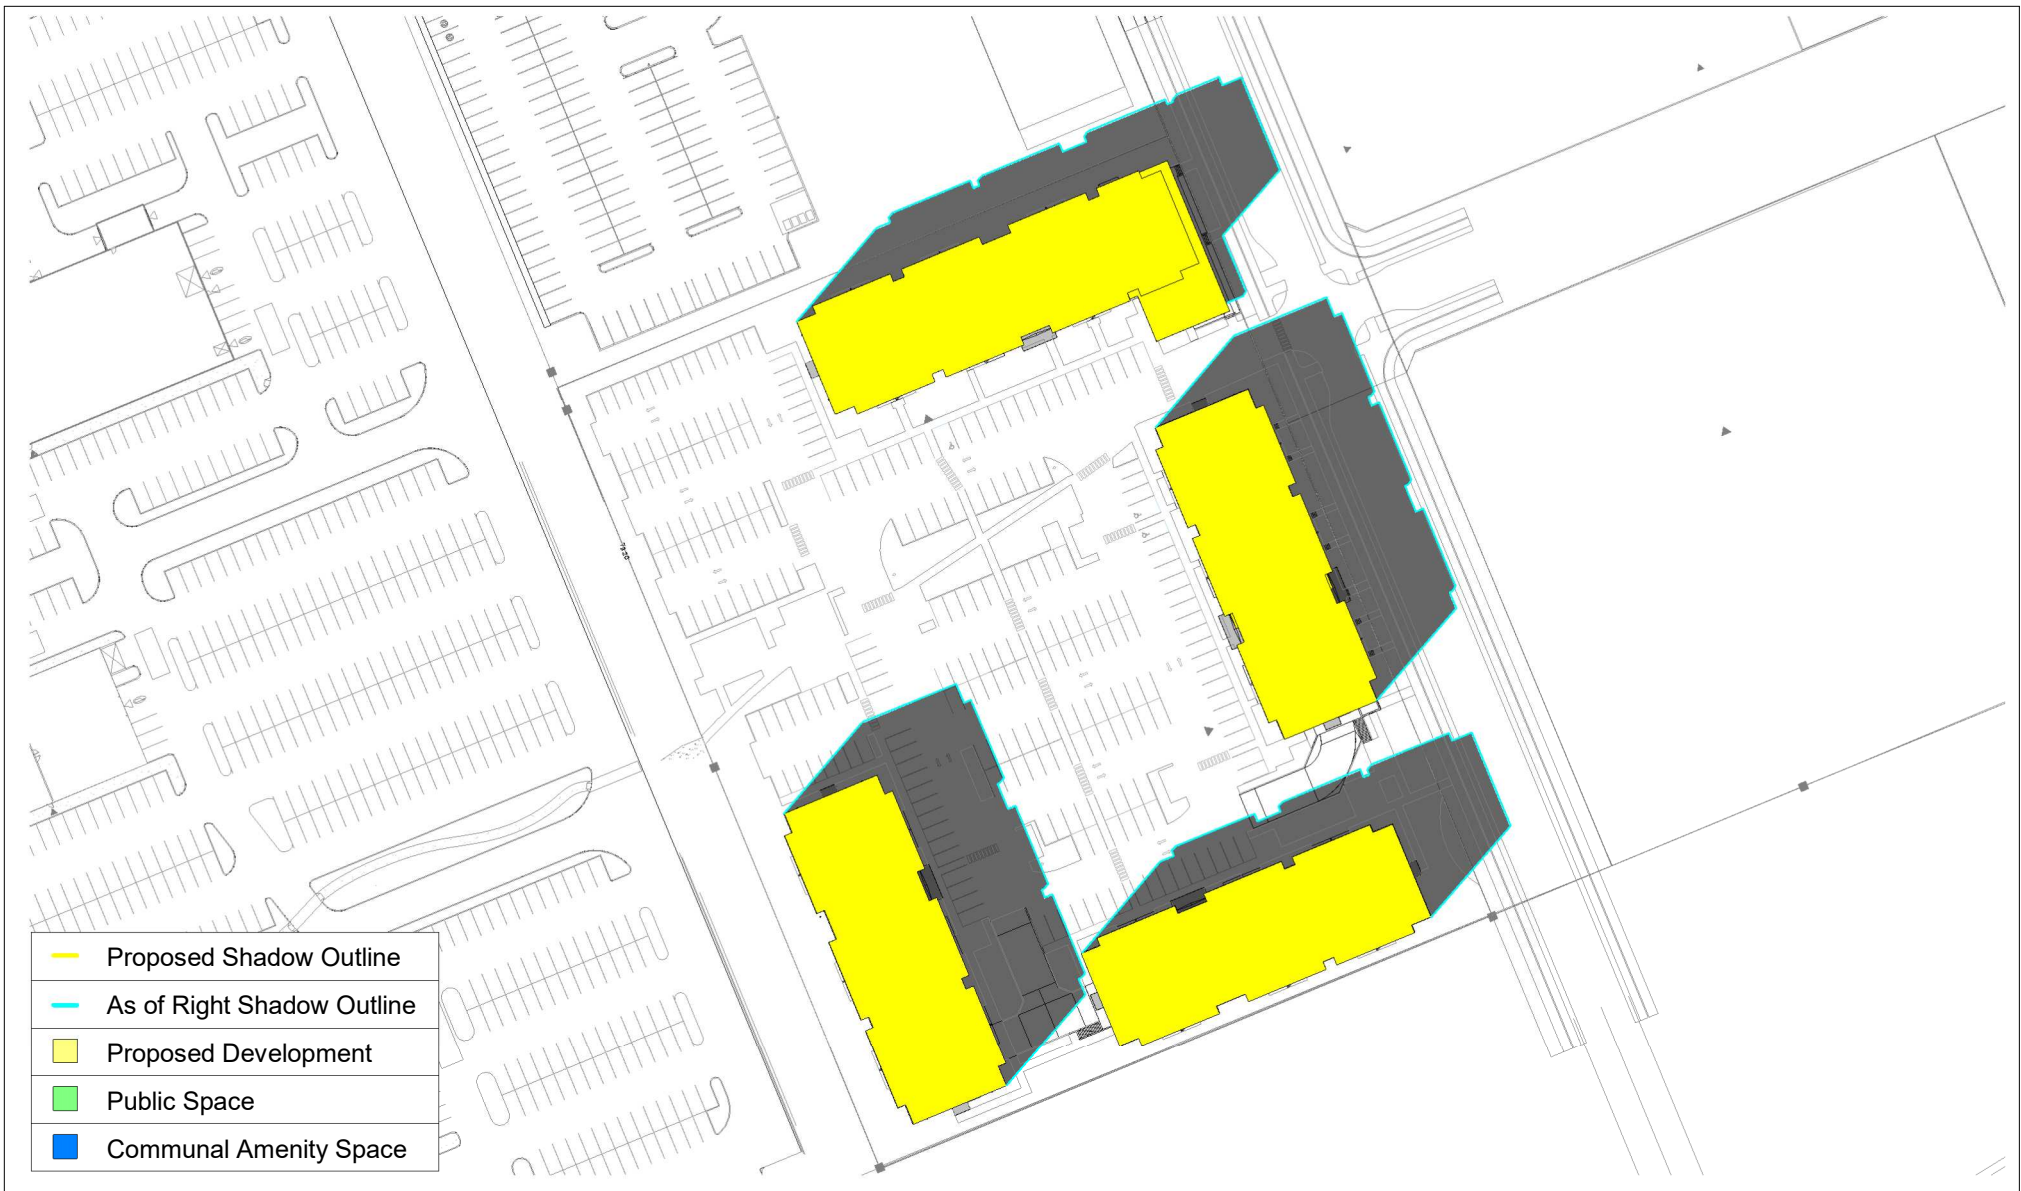 Proposed Shadow Outline
As of Right Shadow Outline
Proposed Development
Public Space
Communal Amenity Space